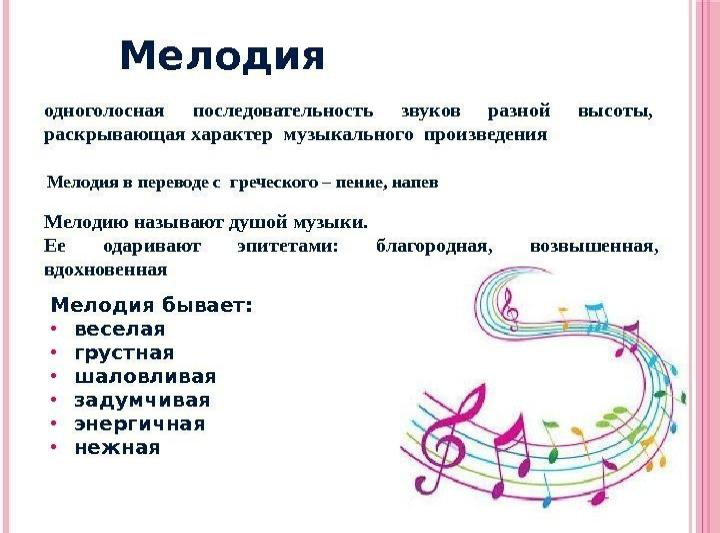 Мелодия
одноголосная последовательность звуков разной высоты,
раскрывающая характер музыкального произведения
Мелодия в переводе с греческого – пение, напев
Мелодию называют душой музыки.
Ее одаривают эпитетами: благородная, возвышенная,
вдохновенная
Мелодия бывает:
• веселая
• грустная
• шаловливая
• задумчивая
• энергичная
• нежная